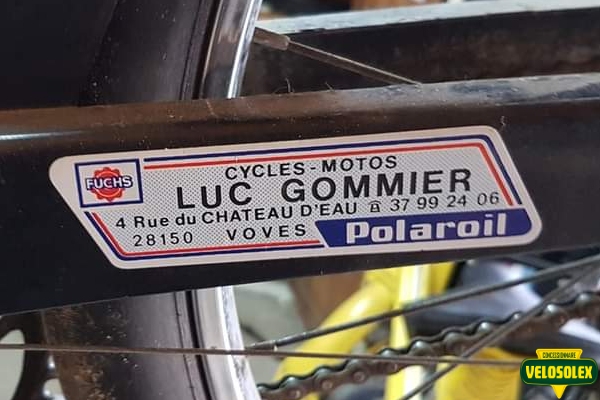 FUCHS
CYCLES-MOTOS
LUC GOMMIER
4 Rue du CHATEAU D'EAU ☎ 37 99 24 06
28150 VOVES Polaroil
CONCESSIONNAIRE
VELOSOLEX